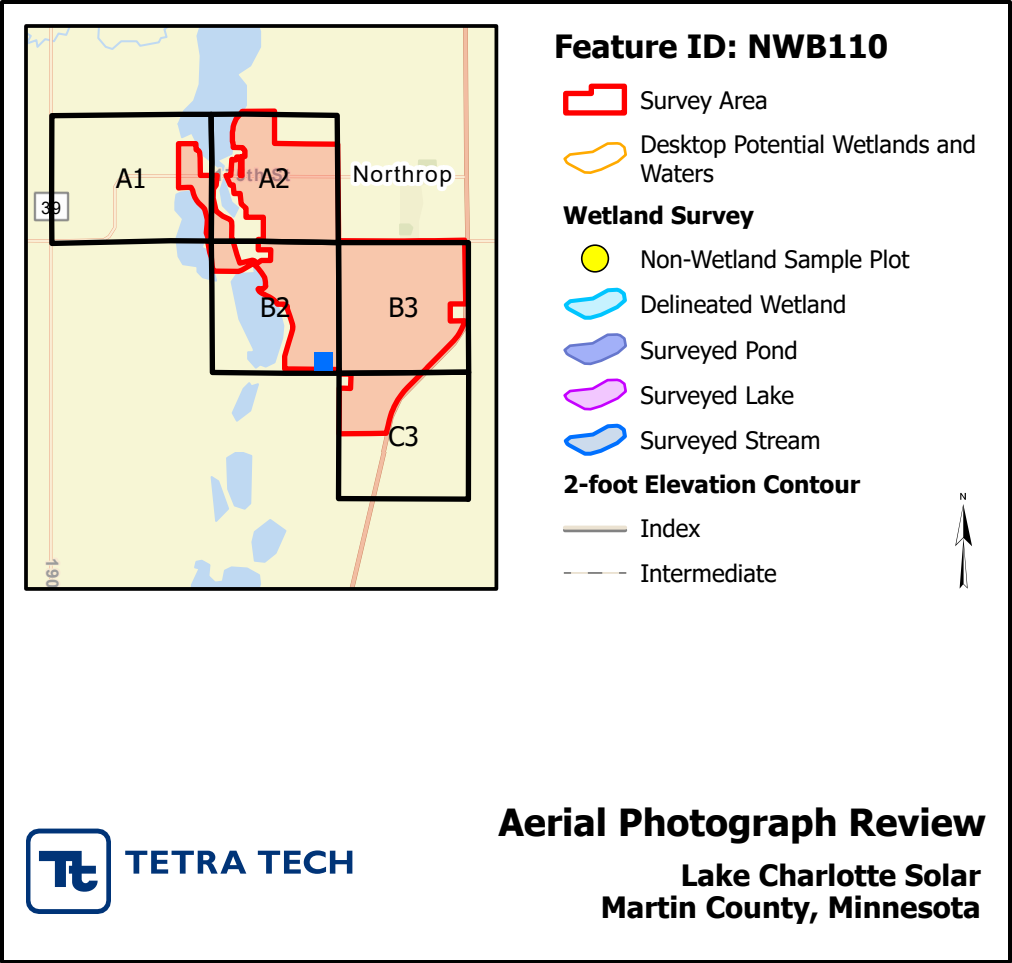 Feature ID: NWB110
Survey Area
Desktop Potential Wetlands and
Waters
Wetland Survey
Non-Wetland Sample Plot
Delineated Wetland
Surveyed Pond
Surveyed Lake
Surveyed Stream
2-foot Elevation Contour
Index
Intermediate
N
A1
A2
Northrop
39
B2
B3
C3
190
Aerial Photograph Review
Tt TETRA TECH
Lake Charlotte Solar
Martin County, Minnesota